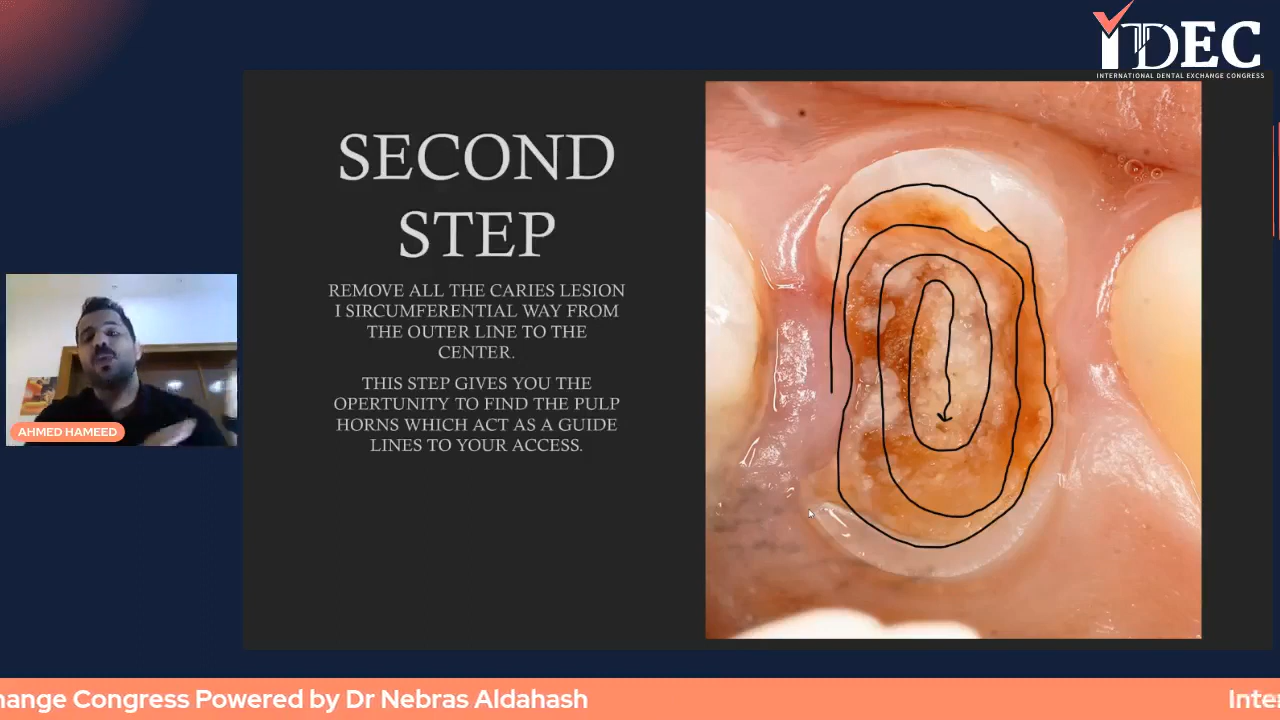 iDEC
INTERNATIONAL DENTAL EXCHANGE CONGRESS
SECOND
STEP
REMOVE ALL THE CARIES LESION
I SIRCUMFERENTIAL WAY FROM
THE OUTER LINE TO THE
CENTER.
THIS STEP GIVES YOU THE
OPERTUNITY TO FIND THE PULP
HORNS WHICH ACT AS A GUIDE
LINES TO YOUR ACCESS.
AHMED HAMEED
hange Congress Powered by Dr Nebras Aldahash
Inte